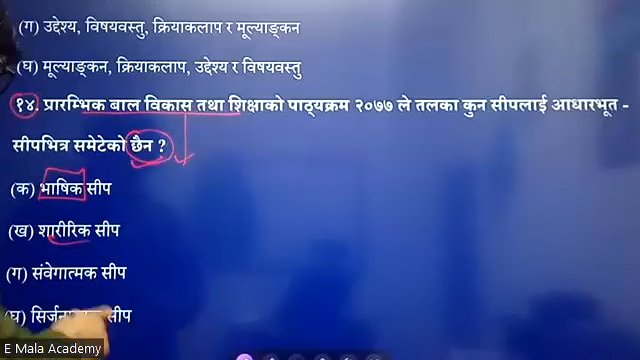 (ग) उद्देश्य, विषयवस्तु, क्रियाकलाप र मूल्याङ्कन
(घ) मूल्याङ्कन, क्रियाकलाप, उद्देश्य र विषयवस्तु
१४. प्रारम्भिक बाल विकास तथा शिक्षाको पाठ्यक्रम २०७७ ले तलका कुन सीपलाई आधारभूत -
सीपभित्र समेटेको छैन ?
(क) भाषिक सीप
(ख) शारीरिक सीप
(ग) संवेगात्मक सीप
(घ) सीप
E Mala Academy